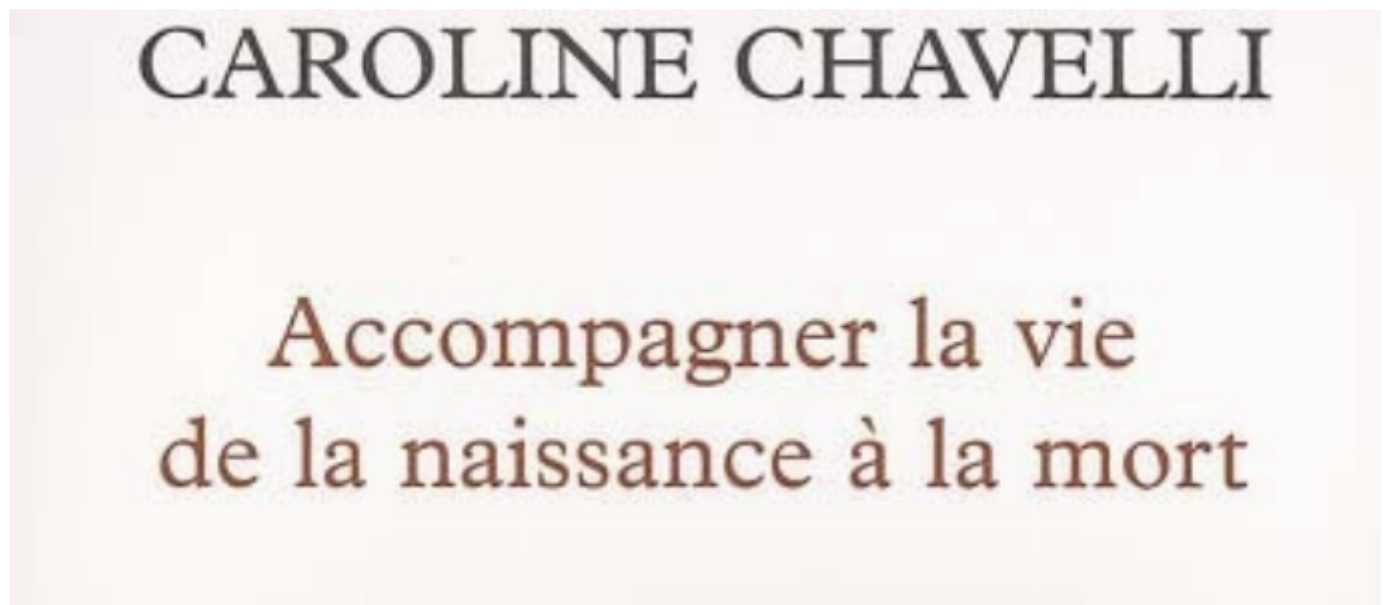 CAROLINE CHAVELLI
Accompagner la vie
de la naissance à la mort